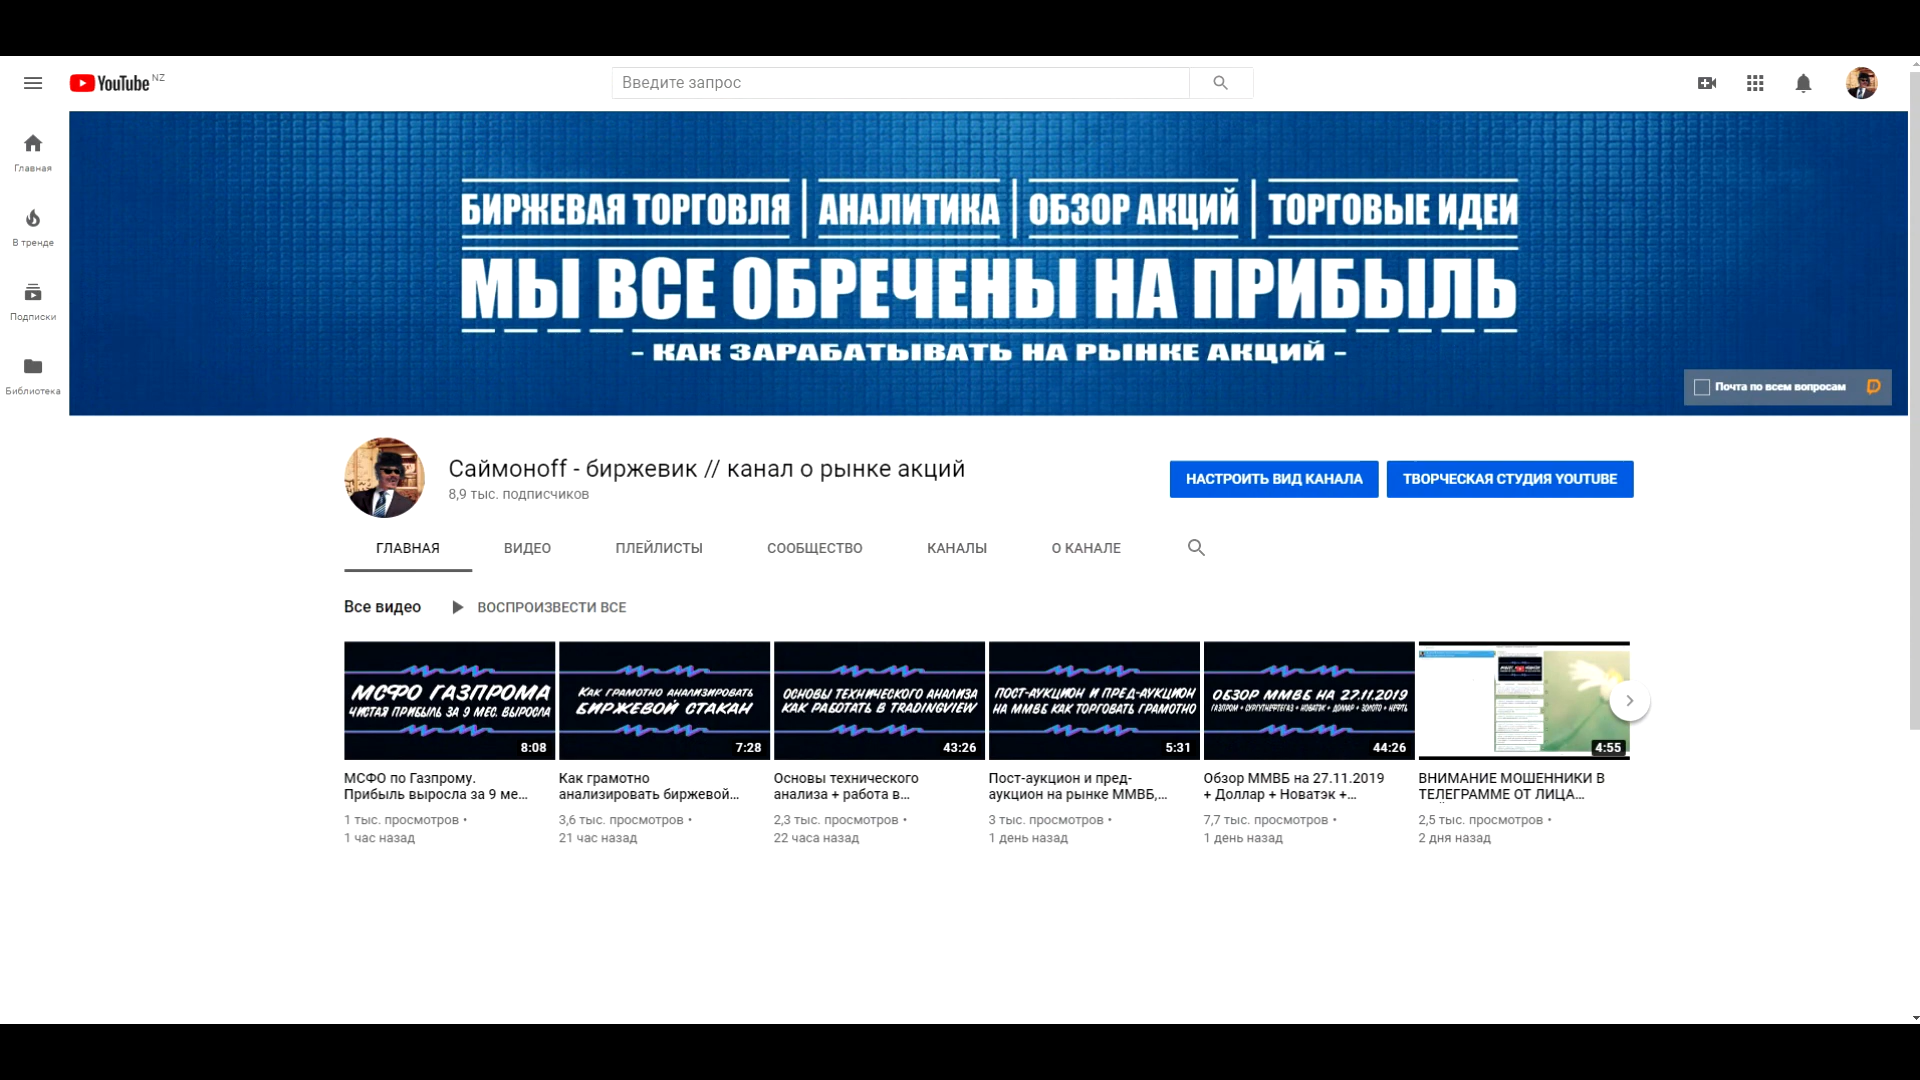 YouTube NZ
Введите запрос
Главная
В тренде
Подписки
Библиотека
БИРЖЕВАЯ ТОРГОВЛЯ | АНАЛИТИКА | ОБЗОР АКЦИЙ | ТОРГОВЫЕ ИДЕИ
МЫ ВСЕ ОБРЕЧЕНЫ НА ПРИБЫЛЬ
- КАК ЗАРАБАТЫВАТЬ НА РЫНКЕ АКЦИЙ -
Почта по всем вопросам
Саймонoff - биржевик // канал о рынке акций
8,9 тыс. подписчиков
НАСТРОИТЬ ВИД КАНАЛА
ТВОРЧЕСКАЯ СТУДИЯ YOUTUBE
ГЛАВНАЯ ВИДЕО ПЛЕЙЛИСТЫ СООБЩЕСТВО КАНАЛЫ О КАНАЛЕ
Все видео ВОСПРОИЗВЕСТИ ВСЕ
МСФО ГАЗПРОМА
ЧИСТАЯ ПРИБЫЛЬ ЗА 9 МЕС. ВЫРОСЛА
8:08
МСФО по Газпрому.
Прибыль выросла за 9 ме...
1 тыс. просмотров •
1 час назад
КАК ГРАМОТНО АНАЛИЗИРОВАТЬ
БИРЖЕВОЙ СТАКАН
7:28
Как грамотно
анализировать биржевой...
3,6 тыс. просмотров •
21 час назад
ОСНОВЫ ТЕХНИЧЕСКОГО АНАЛИЗА
КАК РАБОТАТЬ В TRADINGVIEW
43:26
Основы технического
анализа + работа в...
2,3 тыс. просмотров •
22 часа назад
ПОСТ-АУКЦИОН И ПРЕД-АУКЦИОН
НА ММВБ КАК ТОРГОВАТЬ ГРАМОТНО
5:31
Пост-аукцион и пред-
аукцион на рынке ММВБ,...
3 тыс. просмотров •
1 день назад
ОБЗОР ММВБ НА 27.11.2019
ГАЗПРОМ + СУРГУТНЕФТЕГАЗ + НОВАТЭК + ДОЛЛАР + ЗОЛОТО + НЕФТЬ
44:26
Обзор ММВБ на 27.11.2019
+ Доллар + Новатэк +...
7,7 тыс. просмотров •
1 день назад
4:55
ВНИМАНИЕ МОШЕННИКИ В
ТЕЛЕГРАММЕ ОТ ЛИЦА...
2,5 тыс. просмотров •
2 дня назад